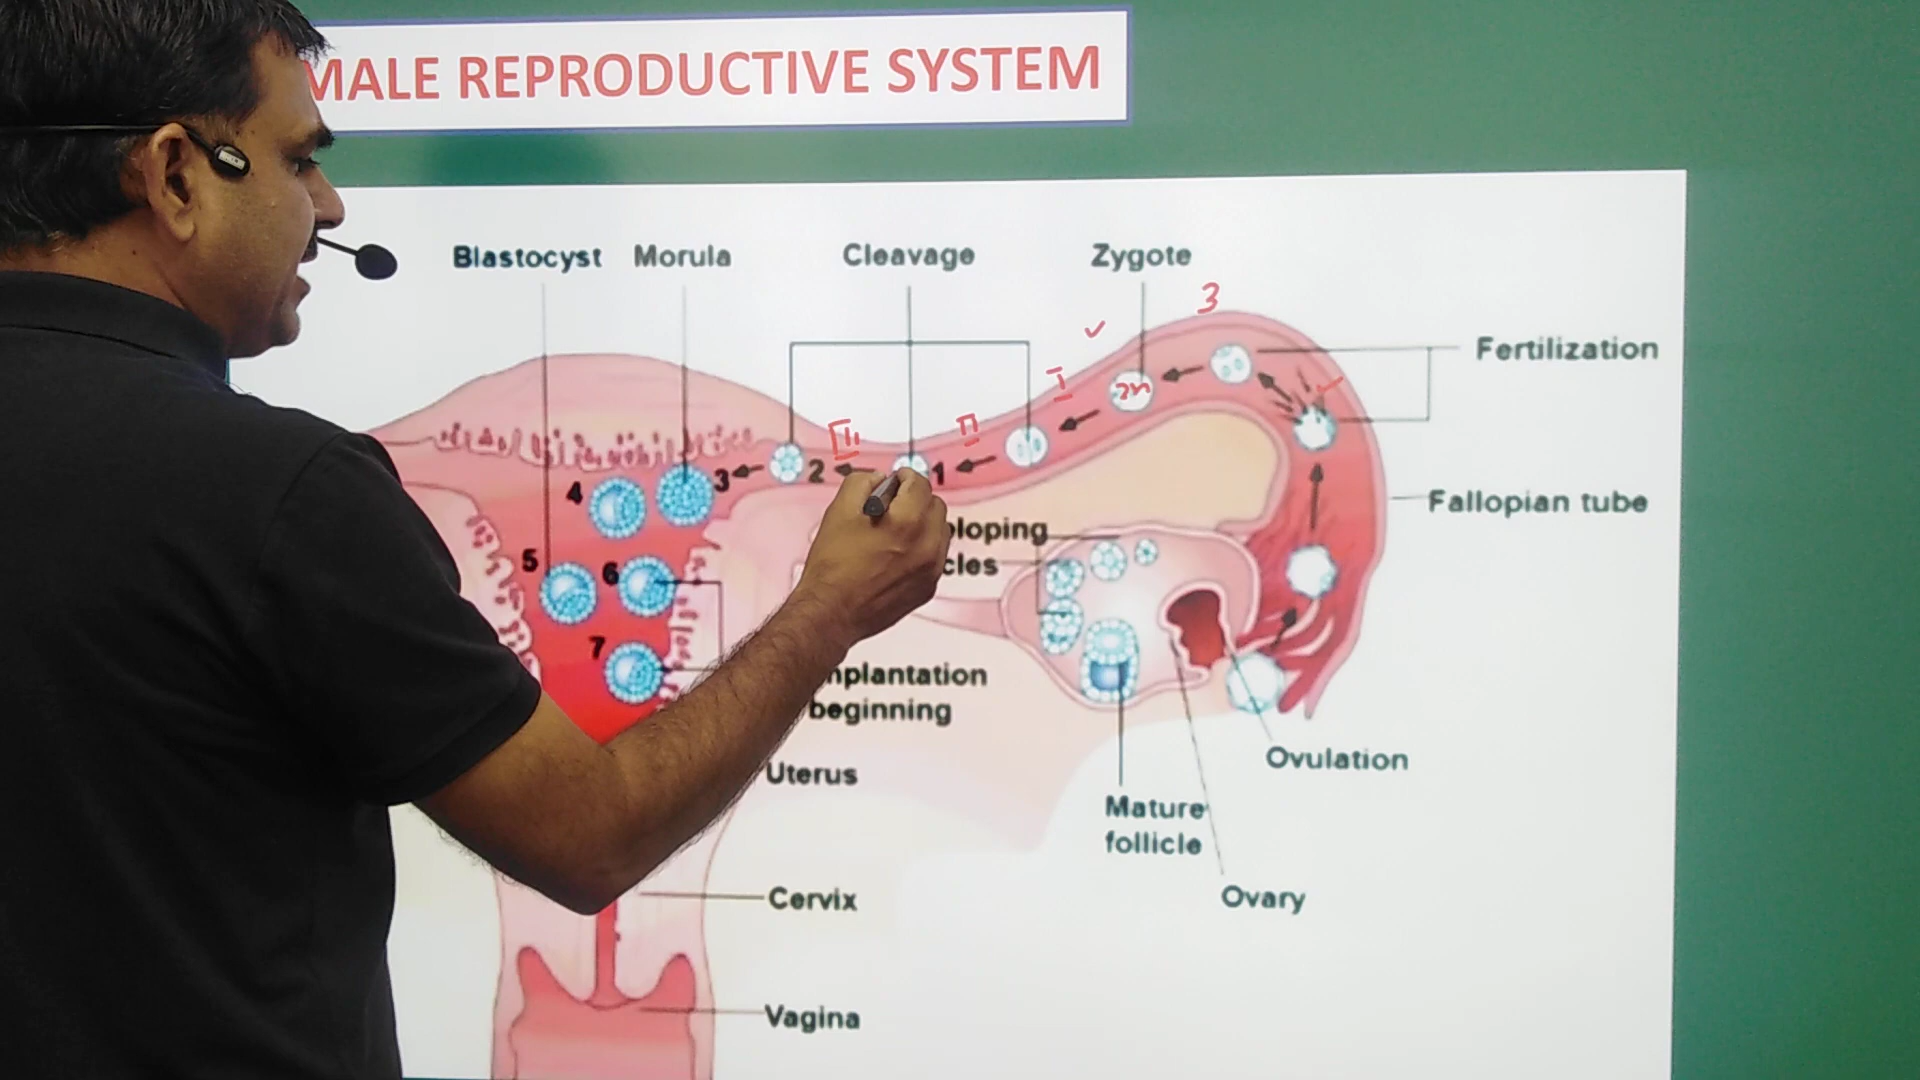 MALE REPRODUCTIVE SYSTEM
Blastocyst Morula Cleavage Zygote
3
✓
Fertilization
I
2n
✓
II
III
3 2 1
4
Fallopian tube
loping
cles
5 6
7
nplantation
beginning
Ovulation
Uterus
Mature
follicle
Cervix
Ovary
Vagina